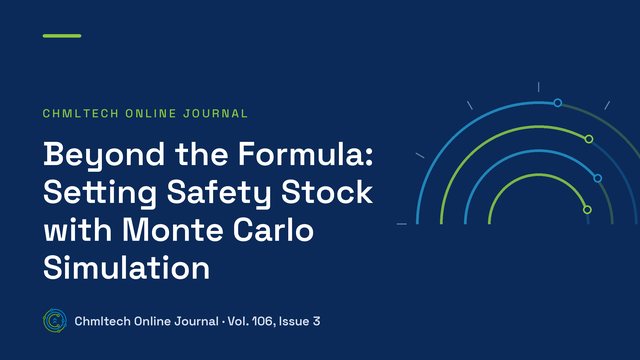 CHMLTECH ONLINE JOURNAL
Beyond the Formula:
Setting Safety Stock
with Monte Carlo
Simulation
Chmltech Online Journal · Vol. 106, Issue 3